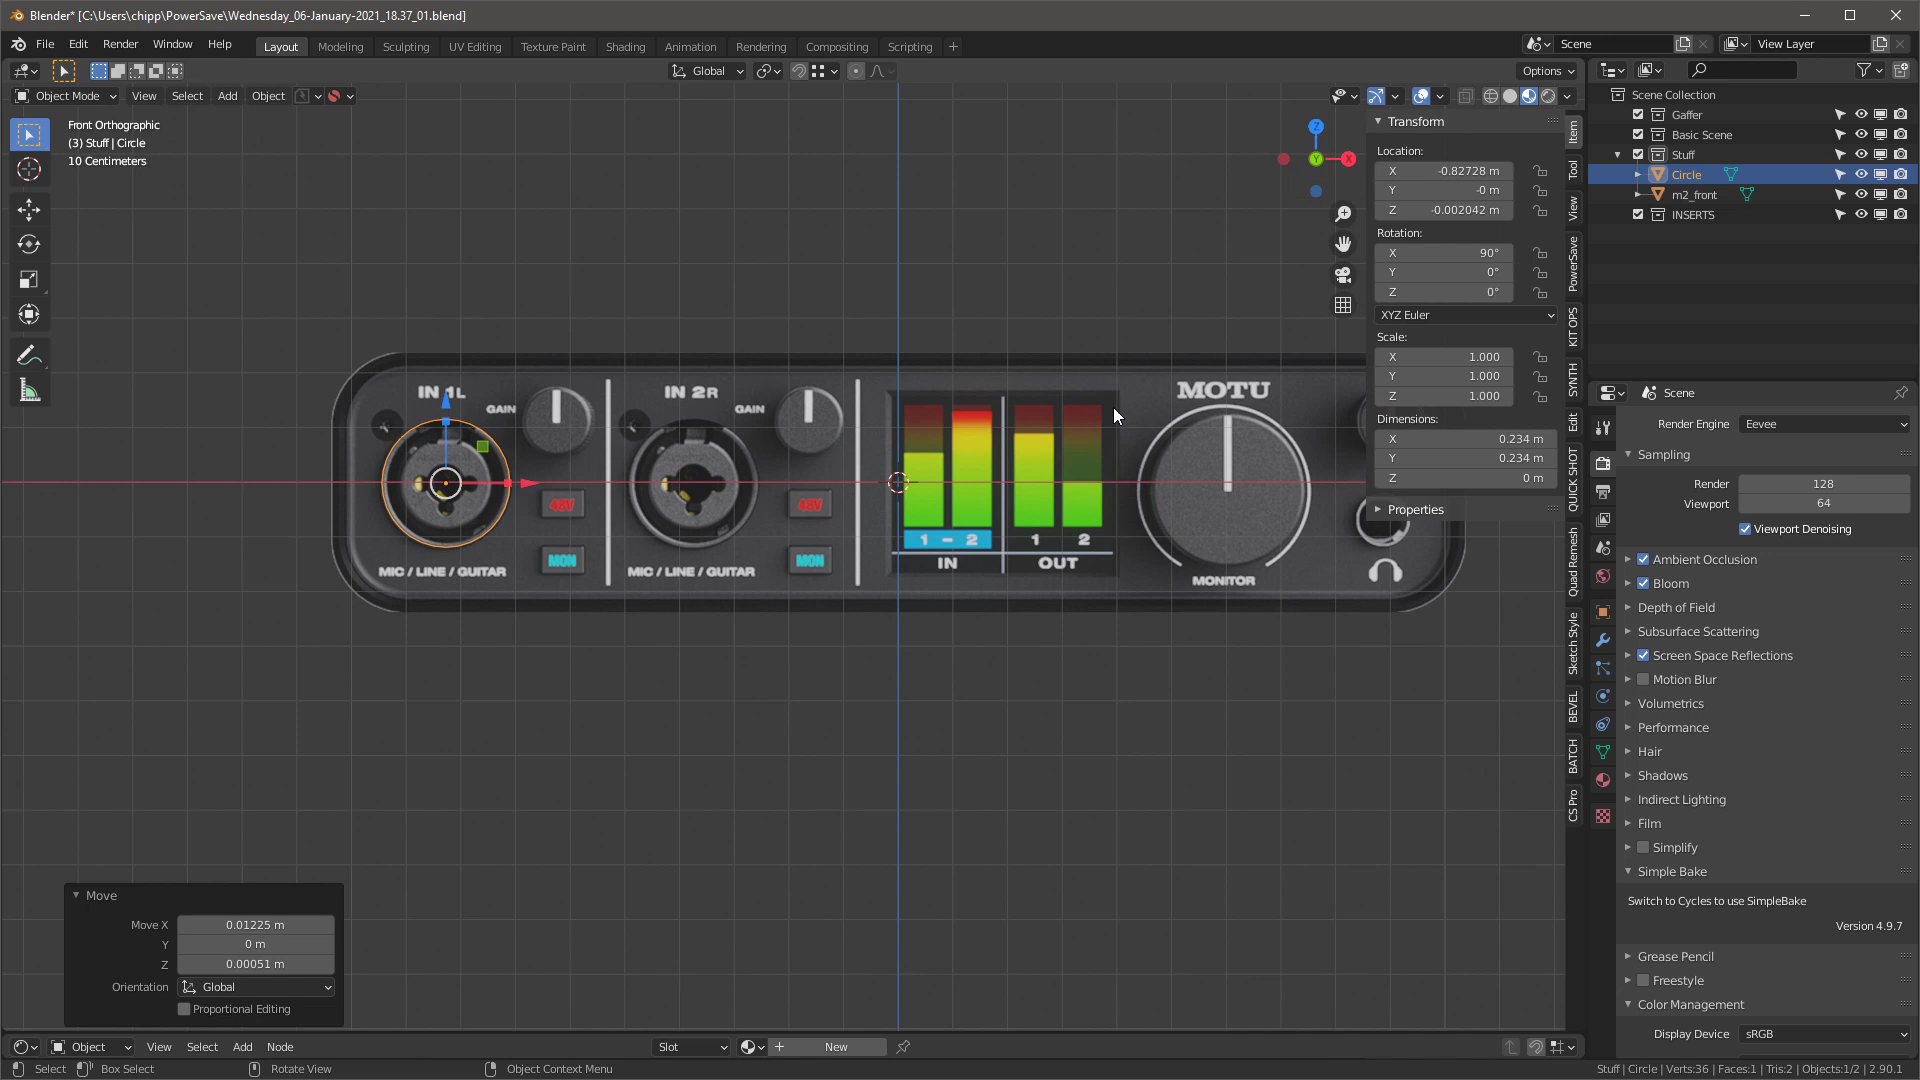 Blender* [C:\Users\chipp\PowerSave\Wednesday_06-January-2021_18.37_01.blend]
File Edit Render Window Help Layout Modeling Sculpting UV Editing Texture Paint Shading Animation Rendering Compositing Scripting + Scene View Layer
Global Options
Object Mode View Select Add Object
Front Orthographic
(3) Stuff | Circle
10 Centimeters
Z
Y
X
IN 1L
GAIN
48V
MON
MIC / LINE / GUITAR
IN 2R
GAIN
48V
MON
MIC / LINE / GUITAR
1 - 2 1 2
IN OUT
MOTU
MONITOR
Transform
Location:
X -0.82728 m
Y -0 m
Z -0.002042 m
Rotation:
X 90°
Y 0°
Z 0°
XYZ Euler
Scale:
X 1.000
Y 1.000
Z 1.000
Dimensions:
X 0.234 m
Y 0.234 m
Z 0 m
Properties
Item
Tool
View
PowerSave
KIT OPS
SYNTH
Edit
QUICK SHOT
Quad Remesh
Sketch Style
BEVEL
BATCH
CS Pro
Scene Collection
Gaffer
Basic Scene
Stuff
Circle
m2_front
INSERTS
Scene
Render Engine Eevee
Sampling
Render 128
Viewport 64
Viewport Denoising
Ambient Occlusion
Bloom
Depth of Field
Subsurface Scattering
Screen Space Reflections
Motion Blur
Volumetrics
Performance
Hair
Shadows
Indirect Lighting
Film
Simplify
Simple Bake
Switch to Cycles to use SimpleBake
Version 4.9.7
Grease Pencil
Freestyle
Color Management
Display Device sRGB
Move
Move X 0.01225 m
Y 0 m
Z 0.00051 m
Orientation Global
Proportional Editing
Object View Select Add Node Slot + New
Select Box Select Rotate View Object Context Menu Stuff | Circle | Verts:36 | Faces:1 | Tris:2 | Objects:1/2 | 2.90.1